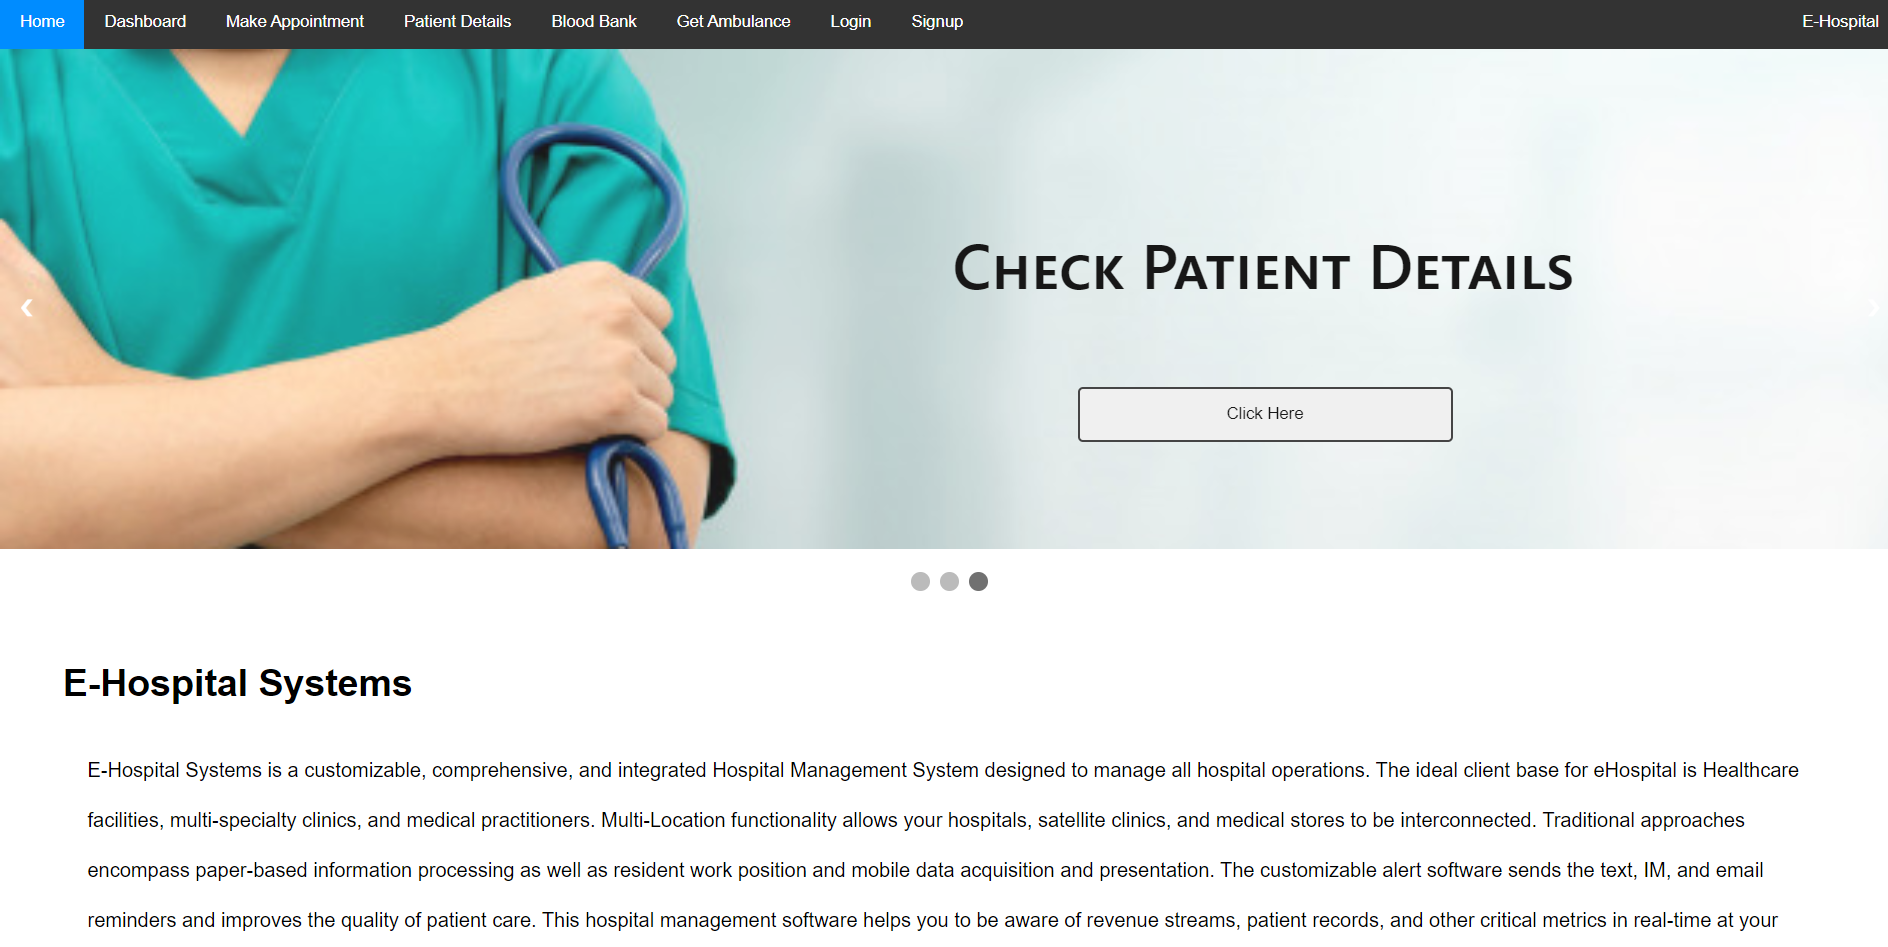 Home Dashboard Make Appointment Patient Details Blood Bank Get Ambulance Login Signup E-Hospital
Check Patient Details
Click Here
E-Hospital Systems
E-Hospital Systems is a customizable, comprehensive, and integrated Hospital Management System designed to manage all hospital operations. The ideal client base for eHospital is Healthcare
facilities, multi-specialty clinics, and medical practitioners. Multi-Location functionality allows your hospitals, satellite clinics, and medical stores to be interconnected. Traditional approaches
encompass paper-based information processing as well as resident work position and mobile data acquisition and presentation. The customizable alert software sends the text, IM, and email
reminders and improves the quality of patient care. This hospital management software helps you to be aware of revenue streams, patient records, and other critical metrics in real-time at your